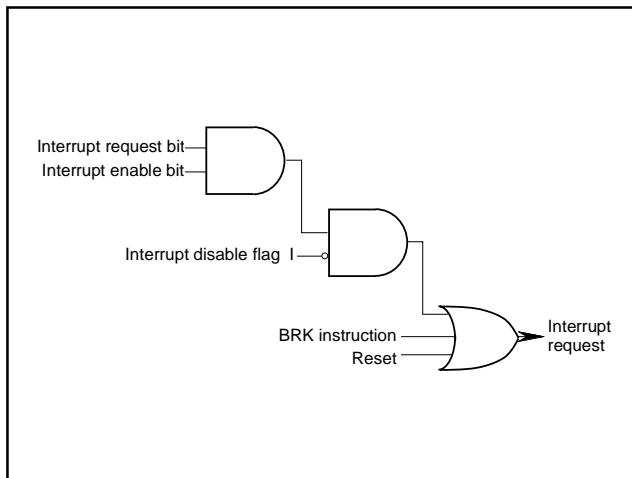 Interrupt request bit
Interrupt enable bit
Interrupt disable flag I
BRK instruction
Reset
Interrupt
request